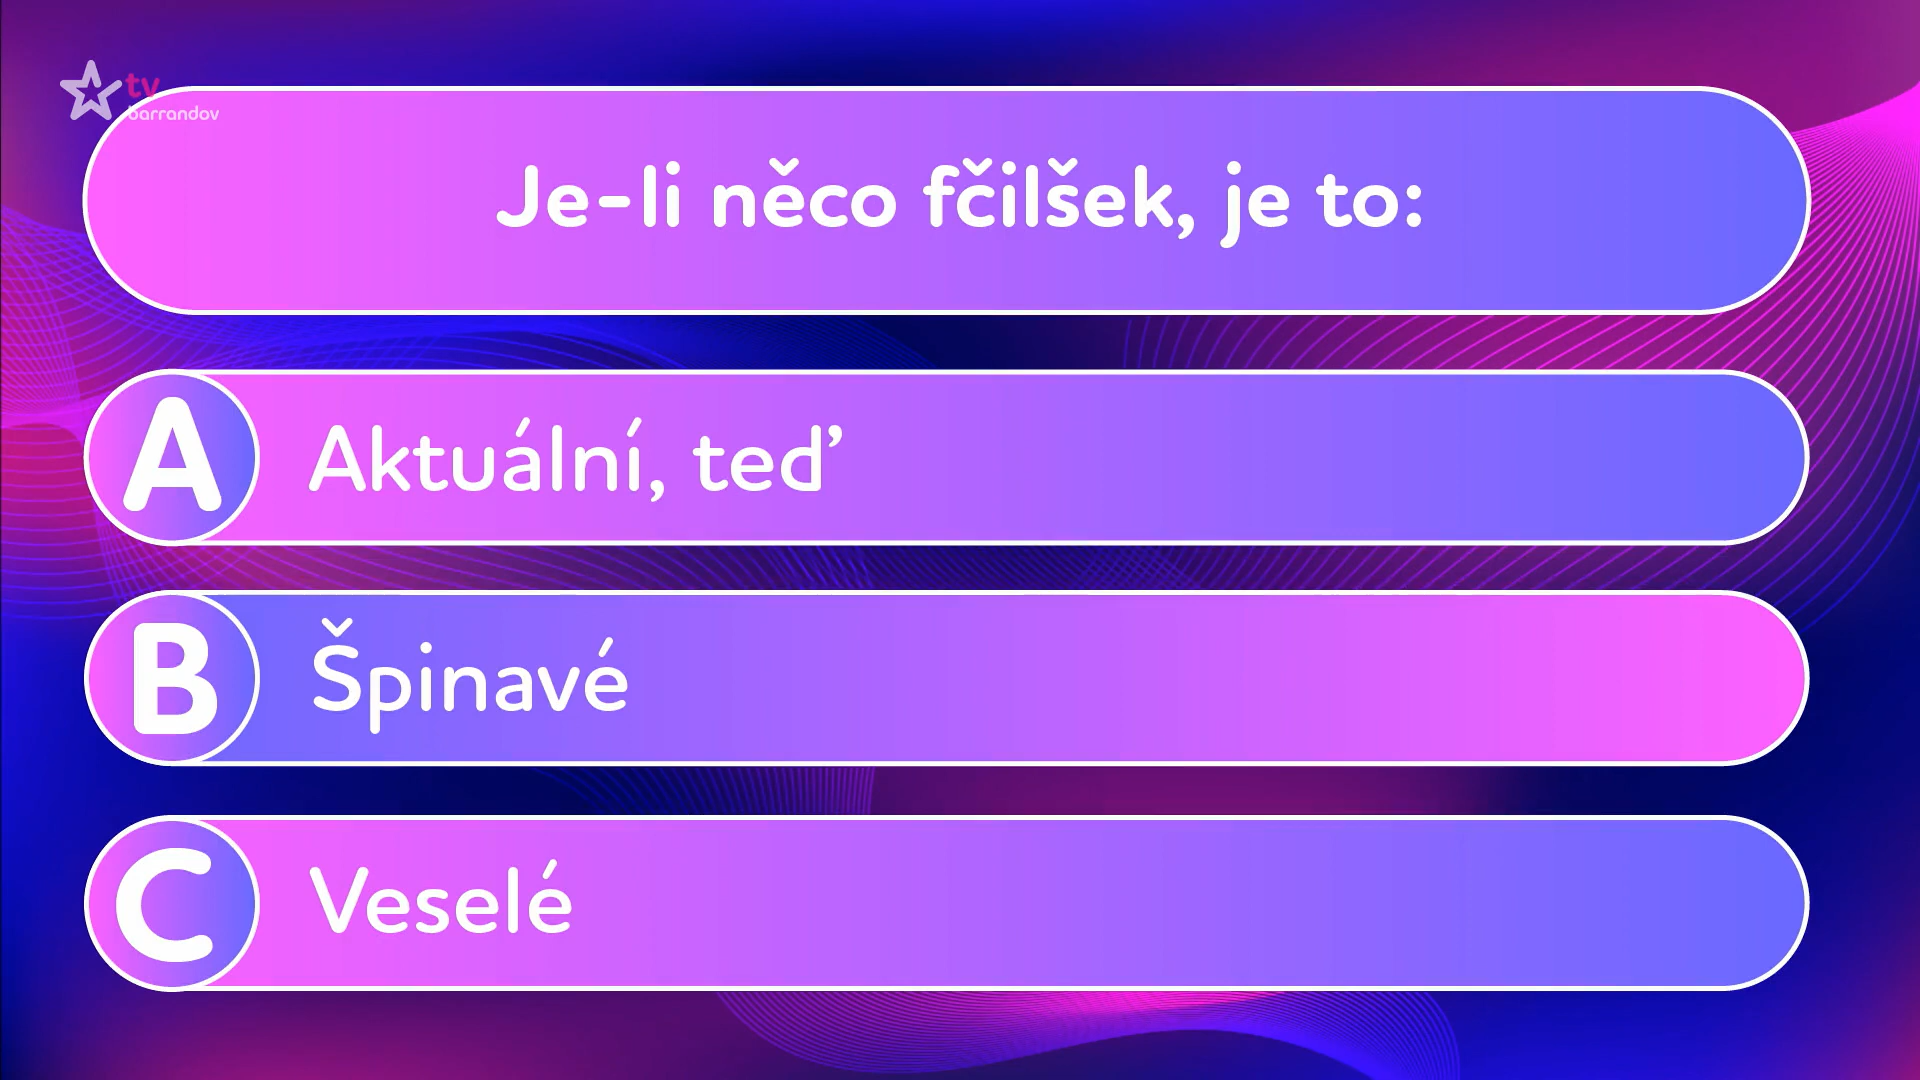 tv
barrandov
Je-li něco fčilšek, je to:
A Aktuální, teď
B Špinavé
C Veselé